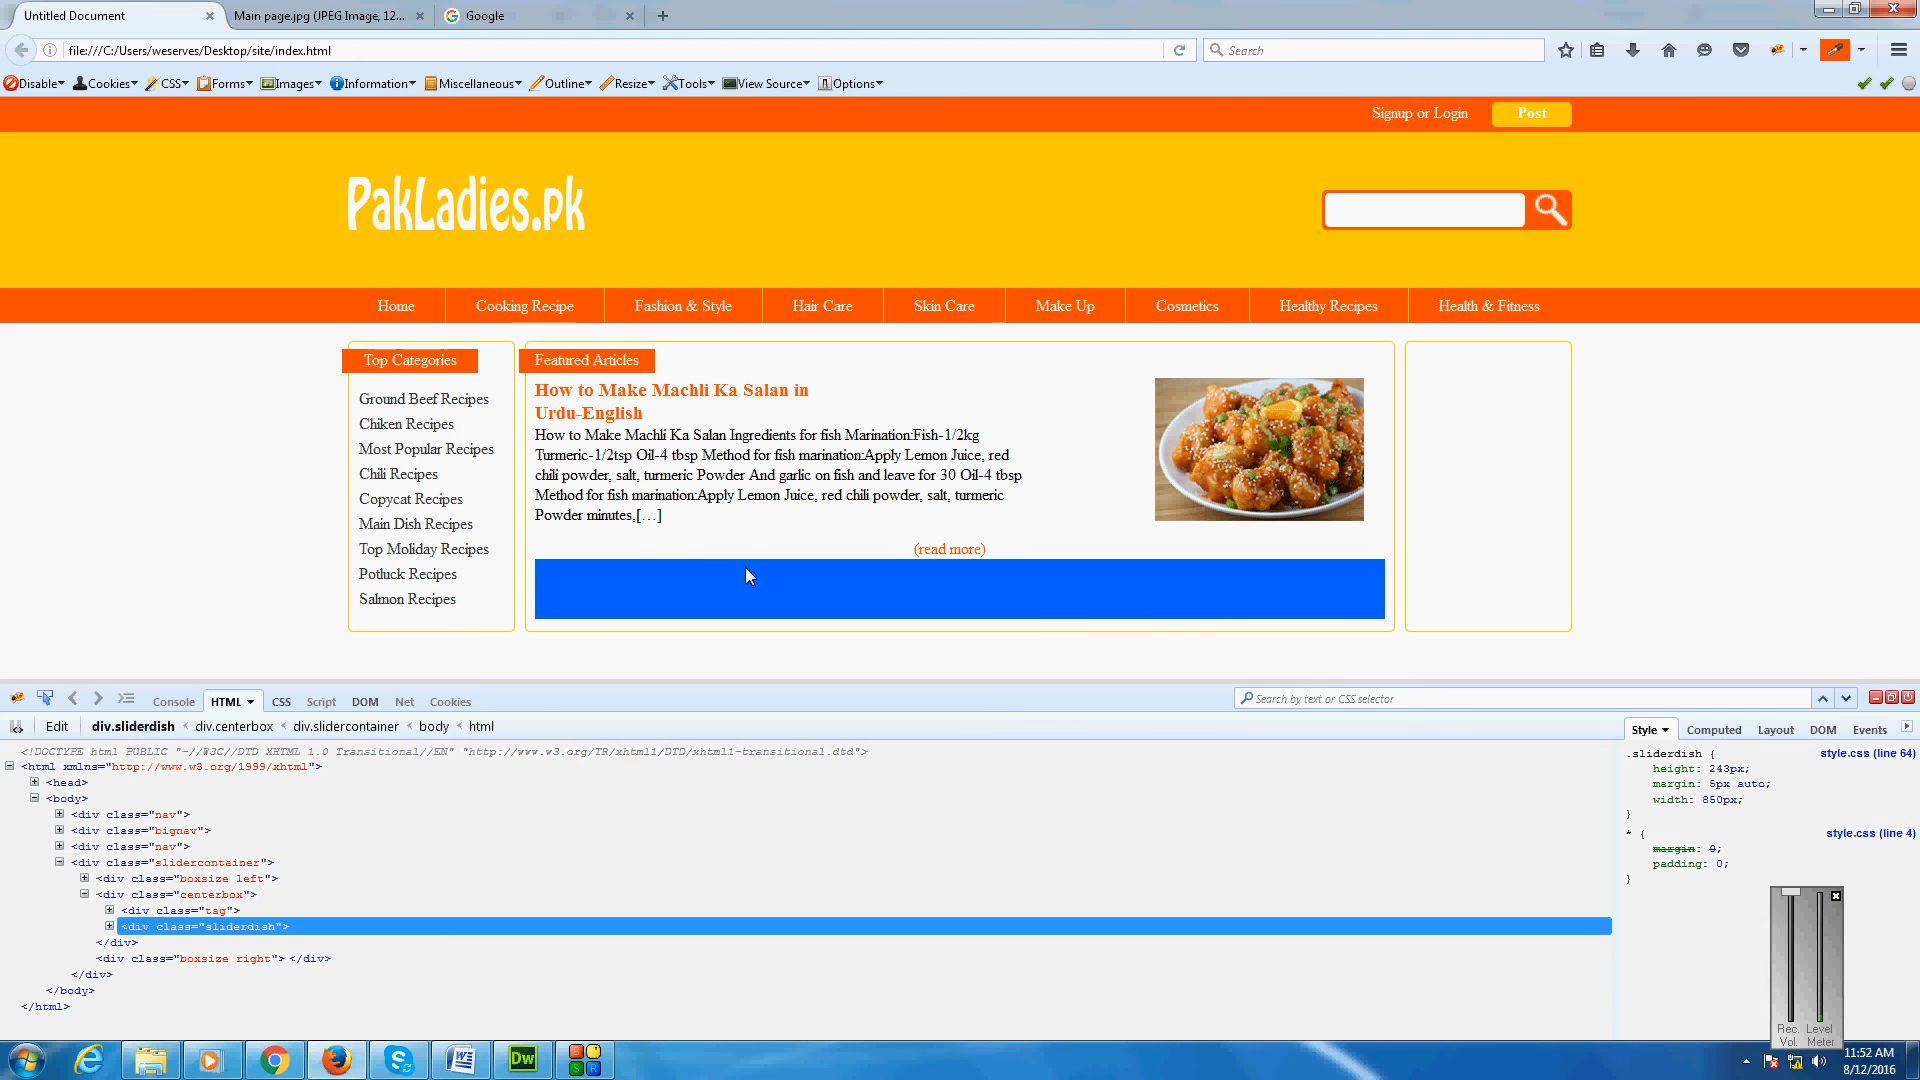 Untitled Document
Main page.jpg (JPEG Image, 12...
Google
file:///C:/Users/weserves/Desktop/site/index.html
Search
Disable Cookies CSS Forms Images Information Miscellaneous Outline Resize Tools View Source Options
Signup or Login
Post
PakLadies.pk
Home Cooking Recipe Fashion & Style Hair Care Skin Care Make Up Cosmetics Healthy Recipes Health & Fitness
Top Categories
Ground Beef Recipes
Chiken Recipes
Most Popular Recipes
Chili Recipes
Copycat Recipes
Main Dish Recipes
Top Moliday Recipes
Potluck Recipes
Salmon Recipes
Featured Articles
How to Make Machli Ka Salan in
Urdu-English
How to Make Machli Ka Salan Ingredients for fish Marination:Fish-1/2kg
Turmeric-1/2tsp Oil-4 tbsp Method for fish marination:Apply Lemon Juice, red
chili powder, salt, turmeric Powder And garlic on fish and leave for 30 Oil-4 tbsp
Method for fish marination:Apply Lemon Juice, red chili powder, salt, turmeric
Powder minutes,[…]
(read more)
Console HTML CSS Script DOM Net Cookies
Search by text or CSS selector
Edit div.sliderdish < div.centerbox < div.slidercontainer < body < html
Style Computed Layout DOM Events
<!DOCTYPE html PUBLIC "-//W3C//DTD XHTML 1.0 Transitional//EN" "http://www.w3.org/TR/xhtml1/DTD/xhtml1-transitional.dtd">
<html xmlns="http://www.w3.org/1999/xhtml">
<head>
<body>
<div class="nav">
<div class="bignav">
<div class="nav">
<div class="slidercontainer">
<div class="boxsize left">
<div class="centerbox">
<div class="tag">
<div class="sliderdish">
</div>
<div class="boxsize right"> </div>
</div>
</body>
</html>
.sliderdish { style.css (line 64)
height: 243px;
margin: 5px auto;
width: 850px;
}
* { style.css (line 4)
margin: 0;
padding: 0;
}
Rec. Level
Vol. Meter
Dw
E
S R
11:52 AM
8/12/2016